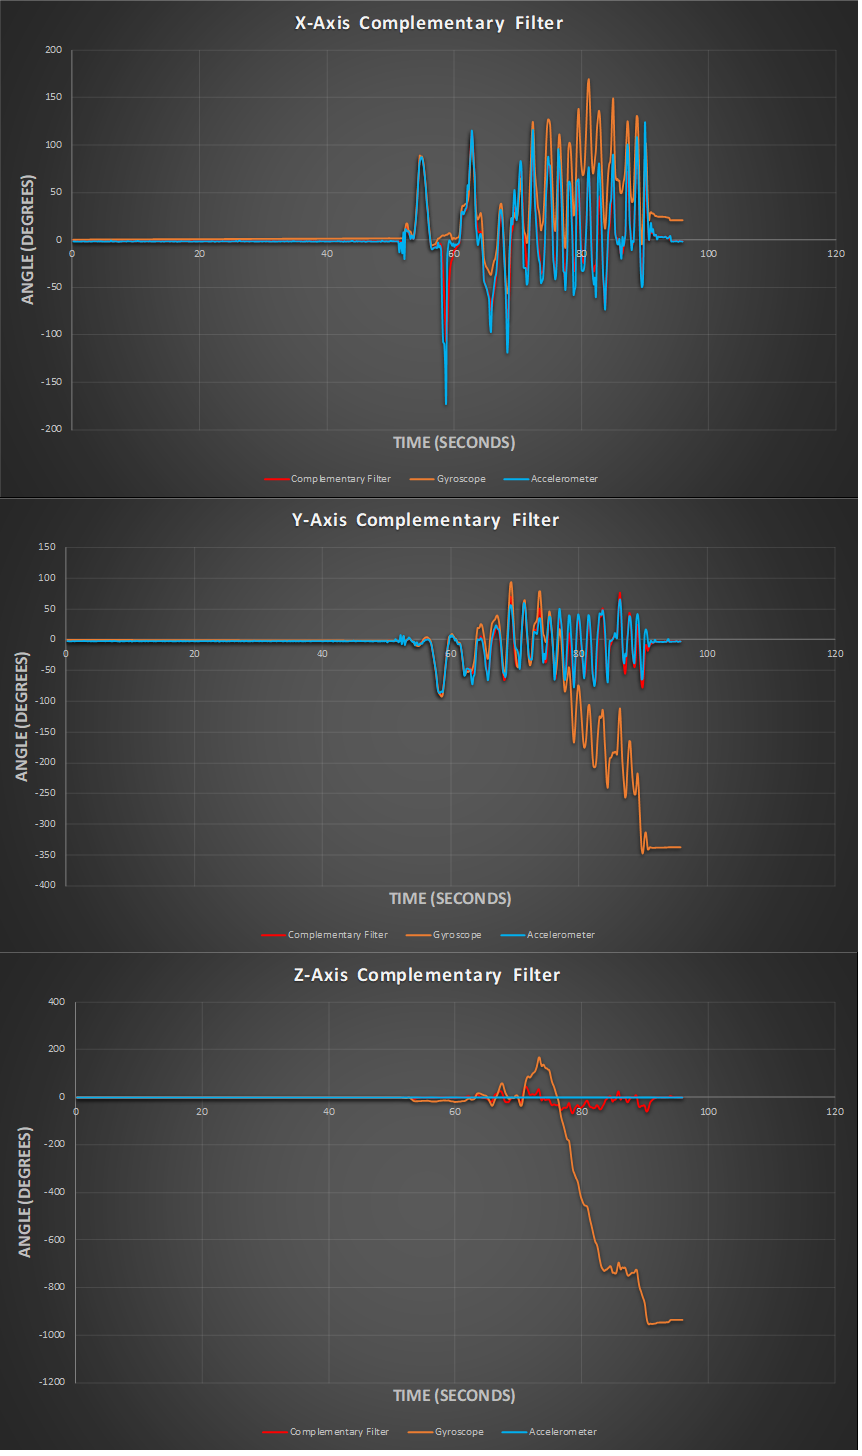 X-Axis Complementary Filter
200
150
100
50
0
-50
-100
-150
-200
0 20 40 60 80 100 120
ANGLE (DEGREES)
TIME (SECONDS)
Complementary Filter Gyroscope Accelerometer
Y-Axis Complementary Filter
150
100
50
0
-50
-100
-150
-200
-250
-300
-350
-400
0 20 40 60 80 100 120
ANGLE (DEGREES)
TIME (SECONDS)
Complementary Filter Gyroscope Accelerometer
Z-Axis Complementary Filter
400
200
0
-200
-400
-600
-800
-1000
-1200
0 20 40 60 80 100 120
ANGLE (DEGREES)
TIME (SECONDS)
Complementary Filter Gyroscope Accelerometer